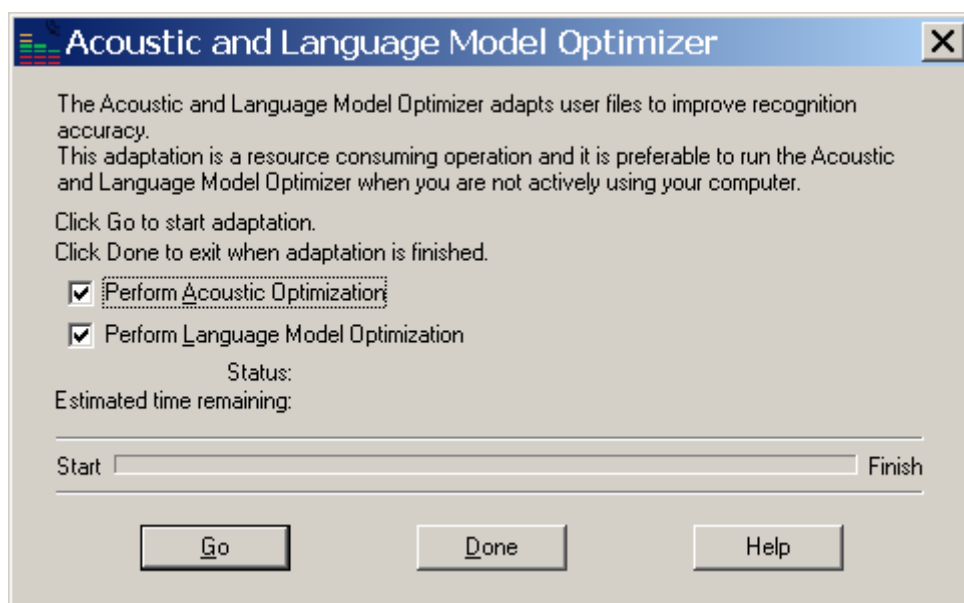 Acoustic and Language Model Optimizer
The Acoustic and Language Model Optimizer adapts user files to improve recognition
accuracy.
This adaptation is a resource consuming operation and it is preferable to run the Acoustic
and Language Model Optimizer when you are not actively using your computer.
Click Go to start adaptation.
Click Done to exit when adaptation is finished.
Perform Acoustic Optimization
Perform Language Model Optimization
Status:
Estimated time remaining:
Start Finish
Go Done Help